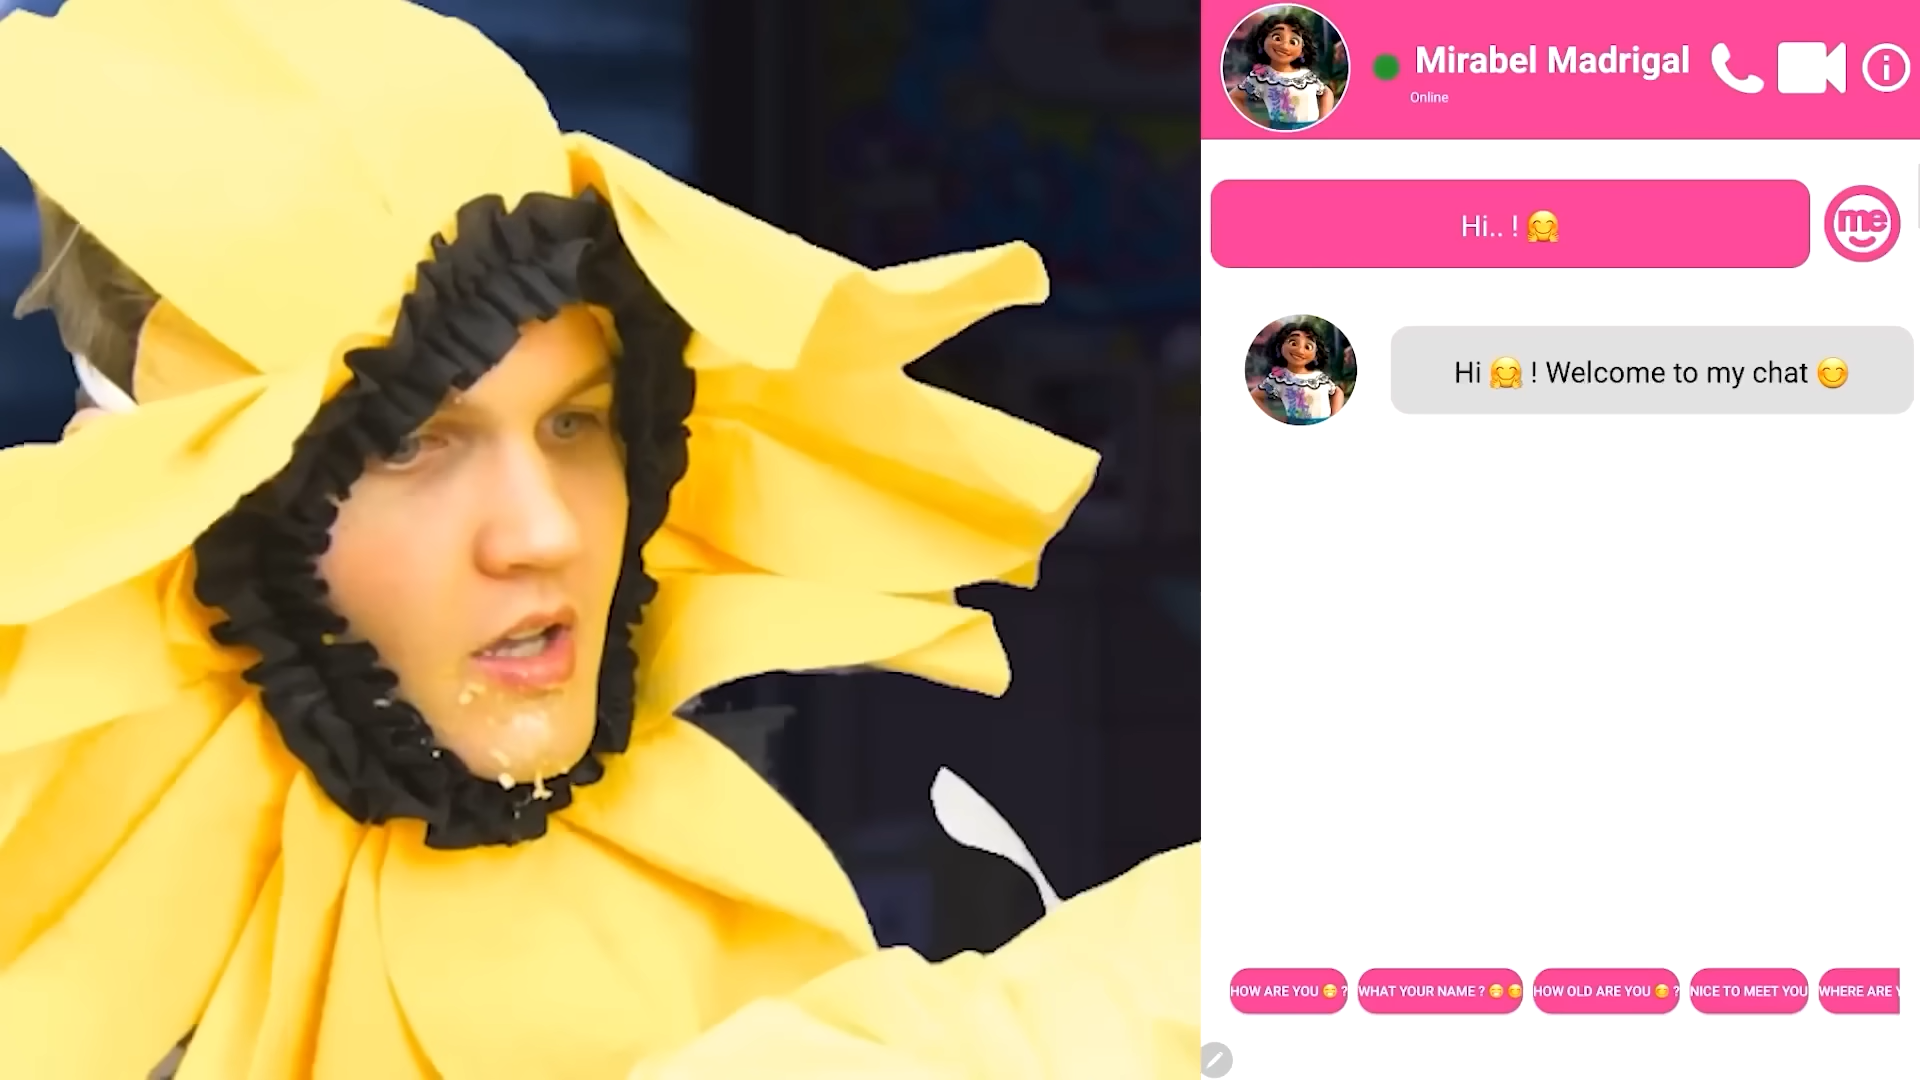 Mirabel Madrigal
Online
Hi.. ! 🤗
me
Hi 🤗 ! Welcome to my chat 😊
HOW ARE YOU 😁 ?
WHAT YOUR NAME ? 😁 😁
HOW OLD ARE YOU 😊 ?
NICE TO MEET YOU
WHERE ARE